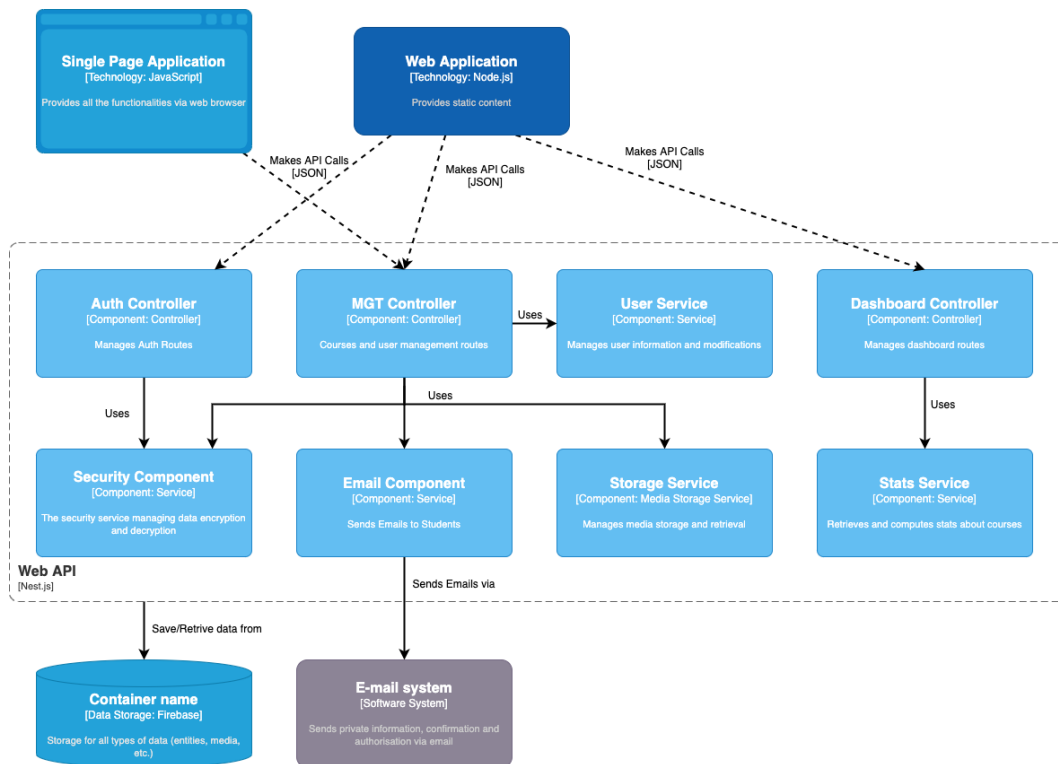 Single Page Application
[Technology: JavaScript]
Provides all the functionalities via web browser
Web Application
[Technology: Node.js]
Provides static content
Makes API Calls
[JSON]
Makes API Calls
[JSON]
Makes API Calls
[JSON]
Auth Controller
[Component: Controller]
Manages Auth Routes
MGT Controller
[Component: Controller]
Courses and user management routes
Uses
User Service
[Component: Service]
Manages user information and modifications
Dashboard Controller
[Component: Controller]
Manages dashboard routes
Uses
Uses
Uses
Security Component
[Component: Service]
The security service managing data encryption
and decryption
Email Component
[Component: Service]
Sends Emails to Students
Storage Service
[Component: Media Storage Service]
Manages media storage and retrieval
Stats Service
[Component: Service]
Retrieves and computes stats about courses
Web API
[Nest.js]
Sends Emails via
Save/Retrive data from
Container name
[Data Storage: Firebase]
Storage for all types of data (entities, media,
etc.)
E-mail system
[Software System]
Sends private information, confirmation and
authorisation via email